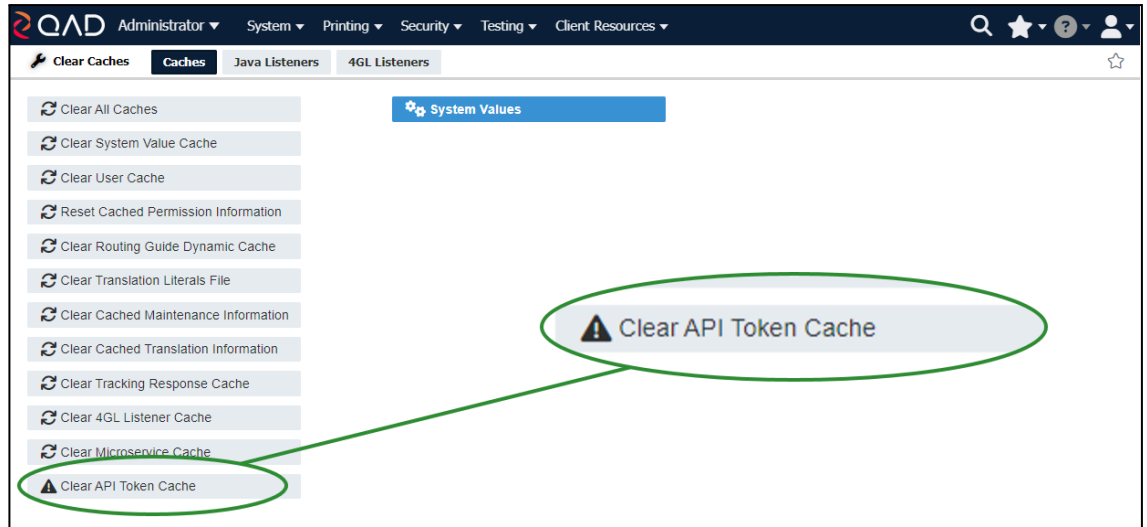 QAD Administrator System Printing Security Testing Client Resources ?
Clear Caches Caches Java Listeners 4GL Listeners
Clear All Caches System Values
Clear System Value Cache
Clear User Cache
Reset Cached Permission Information
Clear Routing Guide Dynamic Cache
Clear Translation Literals File
Clear Cached Maintenance Information
Clear API Token Cache
Clear Cached Translation Information
Clear Tracking Response Cache
Clear 4GL Listener Cache
Clear Microservice Cache
Clear API Token Cache